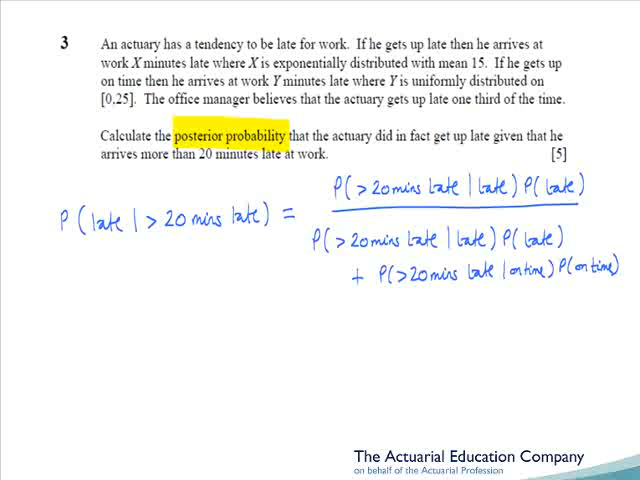 3 An actuary has a tendency to be late for work. If he gets up late then he arrives at
work X minutes late where X is exponentially distributed with mean 15. If he gets up
on time then he arrives at work Y minutes late where Y is uniformly distributed on
[0,25]. The office manager believes that the actuary gets up late one third of the time.
Calculate the posterior probability that the actuary did in fact get up late given that he
arrives more than 20 minutes late at work. [5]
P(>20mins late | late) P(late)
P(late | > 20 mins late) =
P(>20mins late | late) P(late)
+ P(>20mins late | on time) P(on time)
The Actuarial Education Company
on behalf of the Actuarial Profession